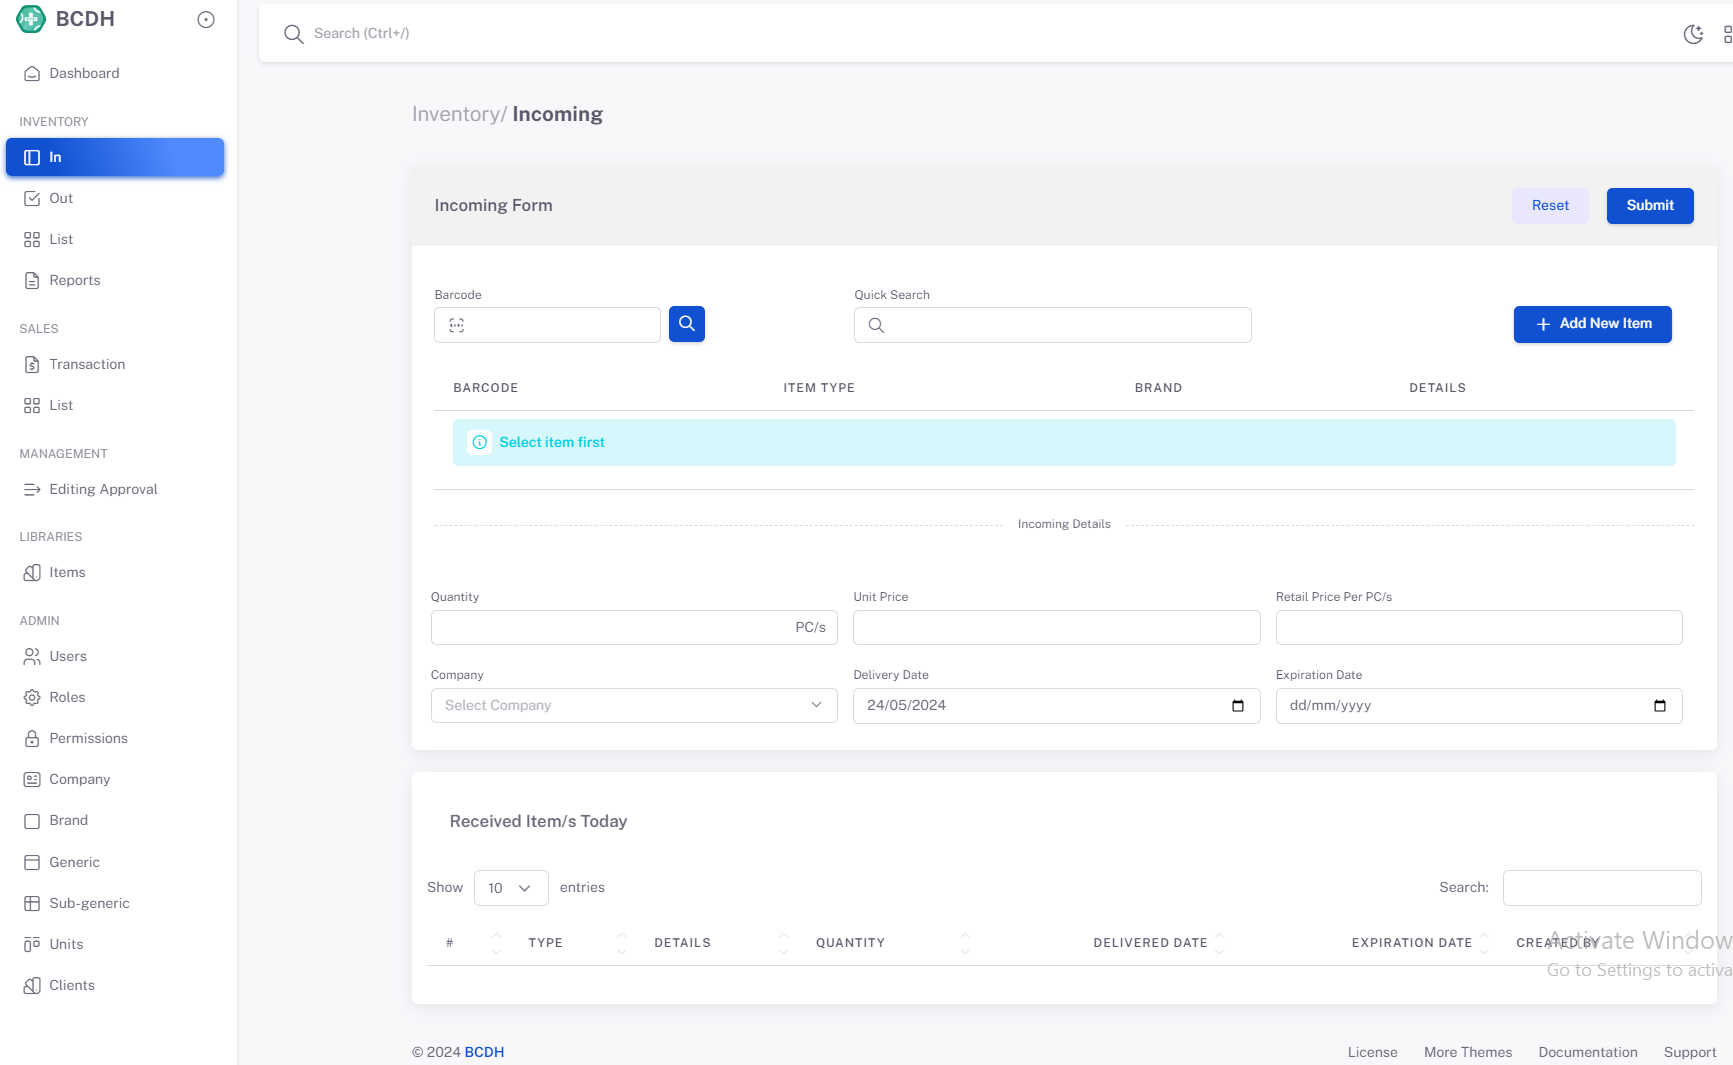 BCDH
Search (Ctrl+/)
Dashboard
INVENTORY
In
Out
List
Reports
SALES
Transaction
List
MANAGEMENT
Editing Approval
LIBRARIES
Items
ADMIN
Users
Roles
Permissions
Company
Brand
Generic
Sub-generic
Units
Clients
Inventory/ Incoming
Incoming Form
Reset
Submit
Barcode
Quick Search
Add New Item
BARCODE ITEM TYPE BRAND DETAILS
Select item first
Incoming Details
Quantity
PC/s
Unit Price
Retail Price Per PC/s
Company
Select Company
Delivery Date
24/05/2024
Expiration Date
dd/mm/yyyy
Received Item/s Today
Show 10 entries
Search:
# TYPE DETAILS QUANTITY DELIVERED DATE EXPIRATION DATE CREATED BY
Activate Window
Go to Settings to activa
© 2024 BCDH
License More Themes Documentation Support